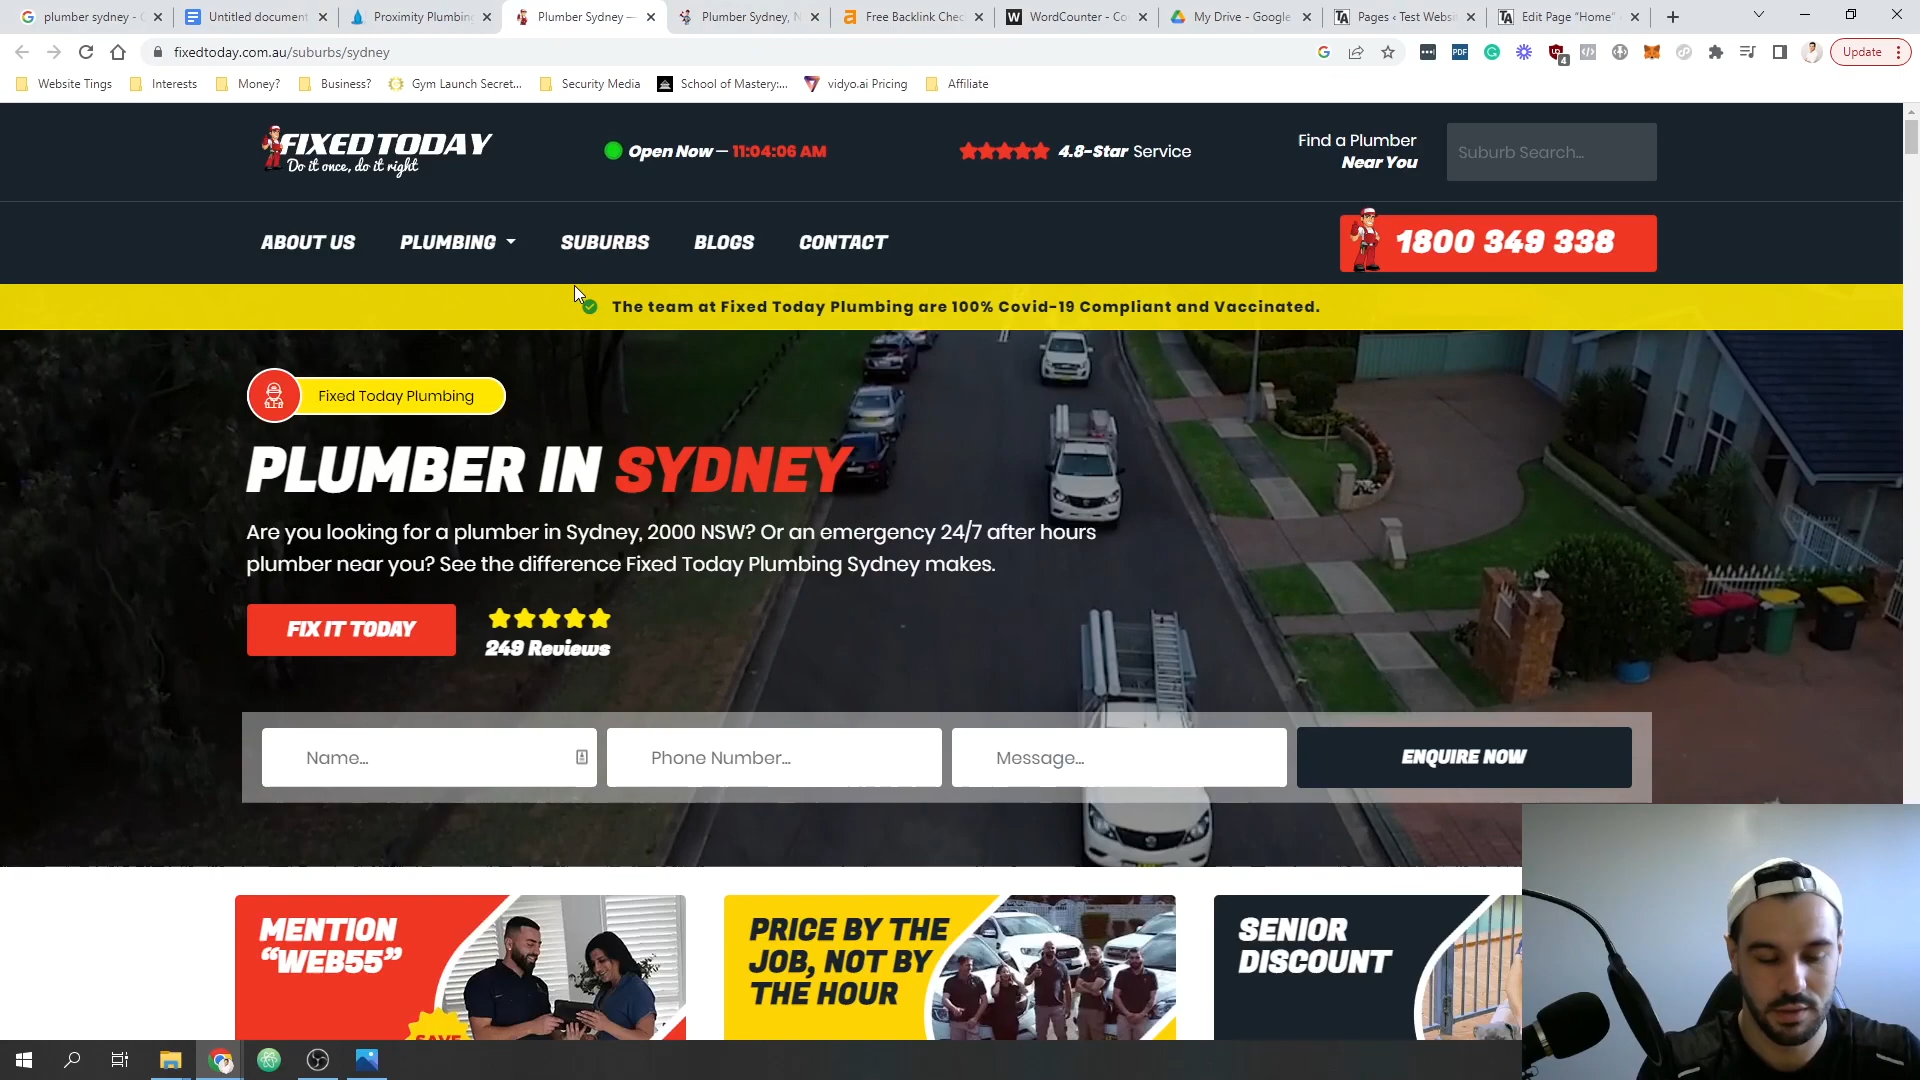 plumber sydney -
Untitled document
Proximity Plumbing
Plumber Sydney —
Plumber Sydney, N
Free Backlink Chec
WordCounter - Co
My Drive - Google
Pages ‹ Test Websi
Edit Page “Home”
fixedtoday.com.au/suburbs/sydney
PDF
4
Update
Website Tings
Interests
Money?
Business?
Gym Launch Secret...
Security Media
School of Mastery:...
vidyo.ai Pricing
Affiliate
FIXED TODAY
Do it once, do it right
Open Now — 11:04:06 AM
4.8-Star Service
Find a Plumber
Near You
Suburb Search...
ABOUT US
PLUMBING
SUBURBS
BLOGS
CONTACT
1800 349 338
The team at Fixed Today Plumbing are 100% Covid-19 Compliant and Vaccinated.
Fixed Today Plumbing
PLUMBER IN SYDNEY
Are you looking for a plumber in Sydney, 2000 NSW? Or an emergency 24/7 after hours
plumber near you? See the difference Fixed Today Plumbing Sydney makes.
FIX IT TODAY
249 Reviews
Name...
Phone Number...
Message...
ENQUIRE NOW
MENTION
“WEB55”
SAVE
PRICE BY THE
JOB, NOT BY
THE HOUR
SENIOR
DISCOUNT